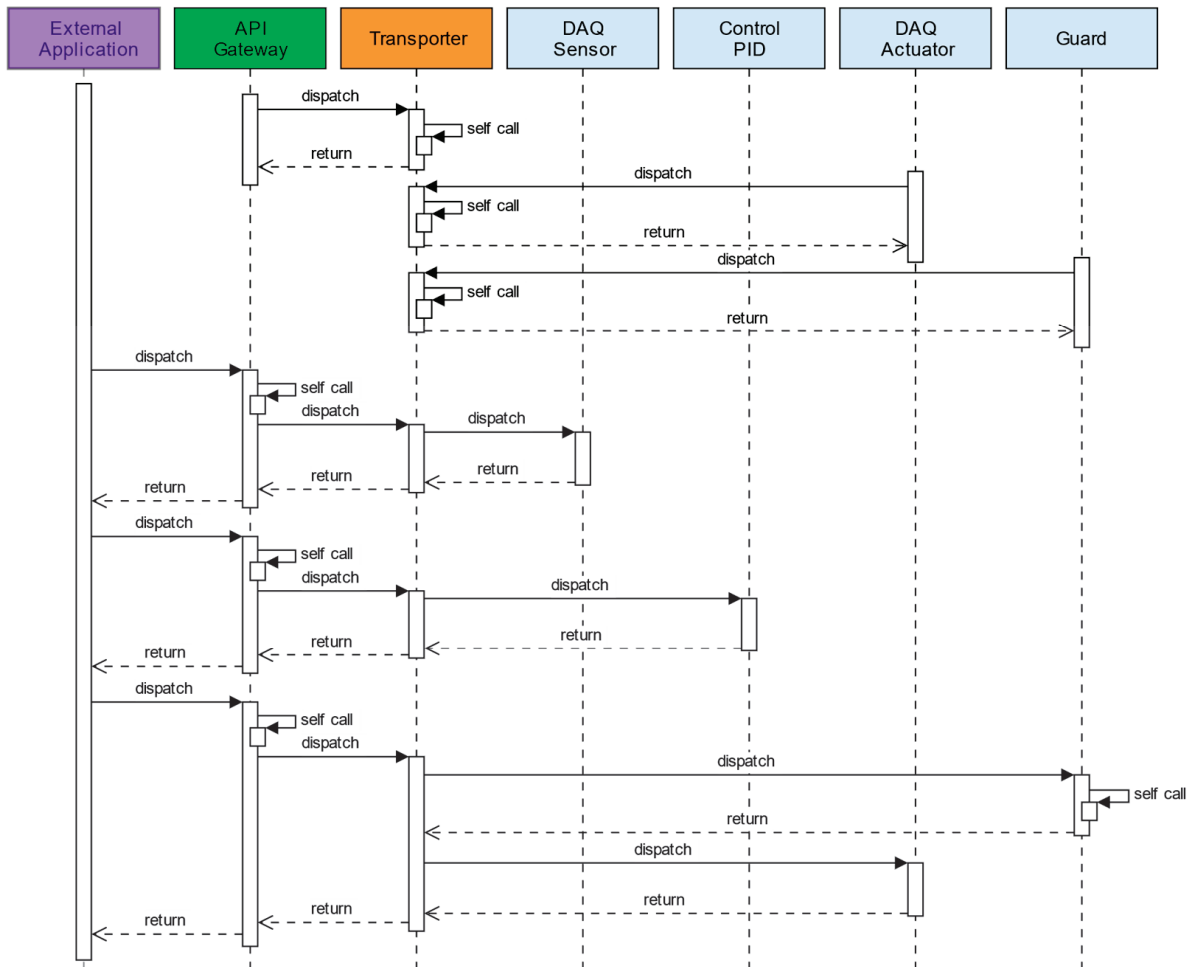 External
Application
API
Gateway
Transporter
DAQ
Sensor
Control
PID
DAQ
Actuator
Guard
dispatch
self call
return
dispatch
self call
return
dispatch
self call
return
dispatch
self call
dispatch
dispatch
return
return
return
dispatch
self call
dispatch
dispatch
return
return
return
dispatch
self call
dispatch
dispatch
self call
return
dispatch
return
return
return